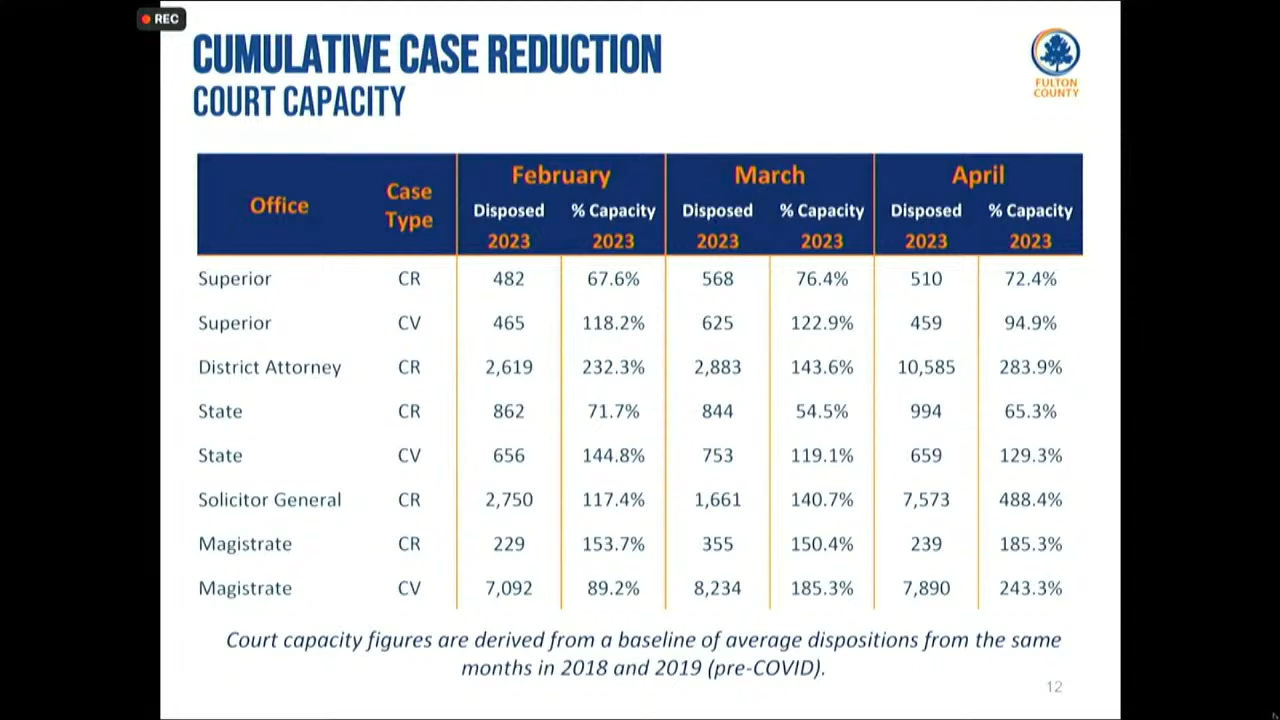 REC
CUMULATIVE CASE REDUCTION
COURT CAPACITY
FULTON
COUNTY
Office Case Type February March April
Disposed % Capacity Disposed % Capacity Disposed % Capacity
2023 2023 2023 2023 2023 2023
Superior CR 482 67.6% 568 76.4% 510 72.4%
Superior CV 465 118.2% 625 122.9% 459 94.9%
District Attorney CR 2,619 232.3% 2,883 143.6% 10,585 283.9%
State CR 862 71.7% 844 54.5% 994 65.3%
State CV 656 144.8% 753 119.1% 659 129.3%
Solicitor General CR 2,750 117.4% 1,661 140.7% 7,573 488.4%
Magistrate CR 229 153.7% 355 150.4% 239 185.3%
Magistrate CV 7,092 89.2% 8,234 185.3% 7,890 243.3%
Court capacity figures are derived from a baseline of average dispositions from the same
months in 2018 and 2019 (pre-COVID).
12